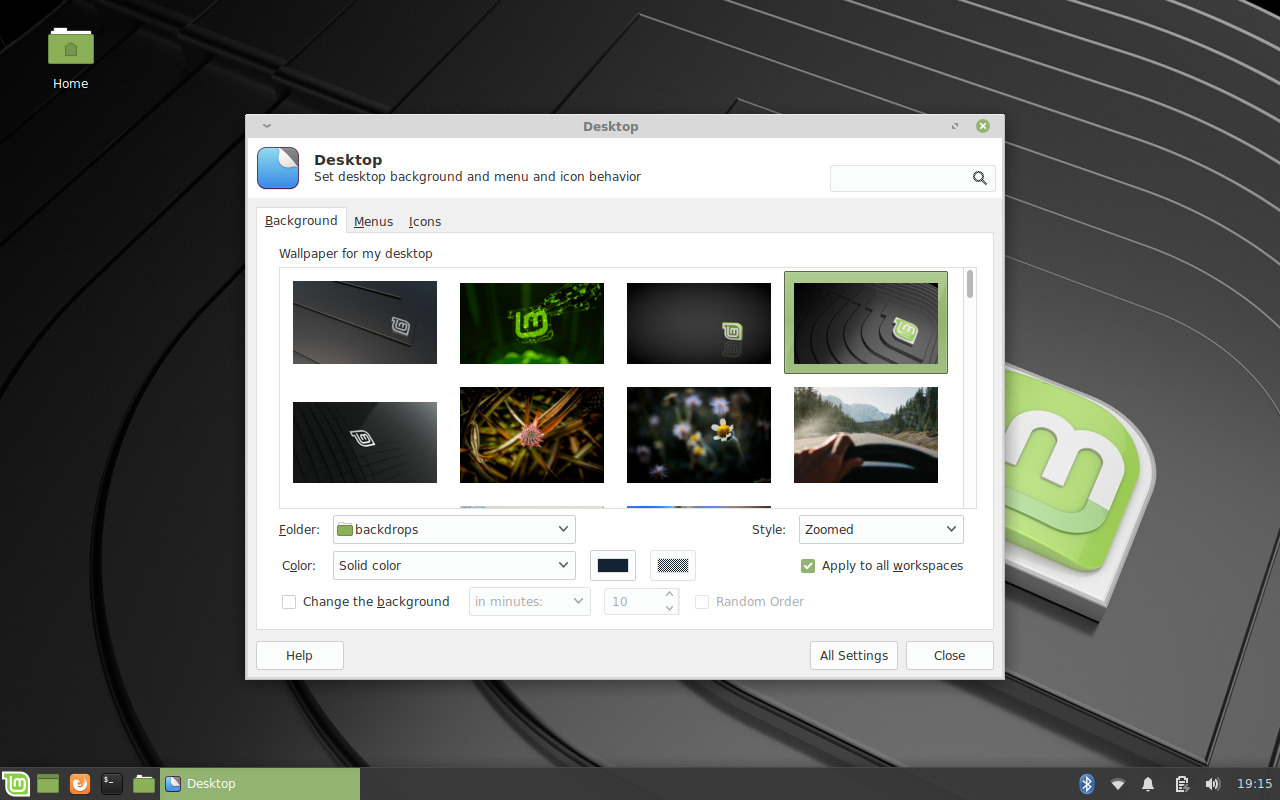 Home
Desktop
Desktop
Set desktop background and menu and icon behavior
Background Menus Icons
Wallpaper for my desktop
Folder: backdrops Style: Zoomed
Color: Solid color Apply to all workspaces
Change the background in minutes: 10 Random Order
Help All Settings Close
$- Desktop 19:15